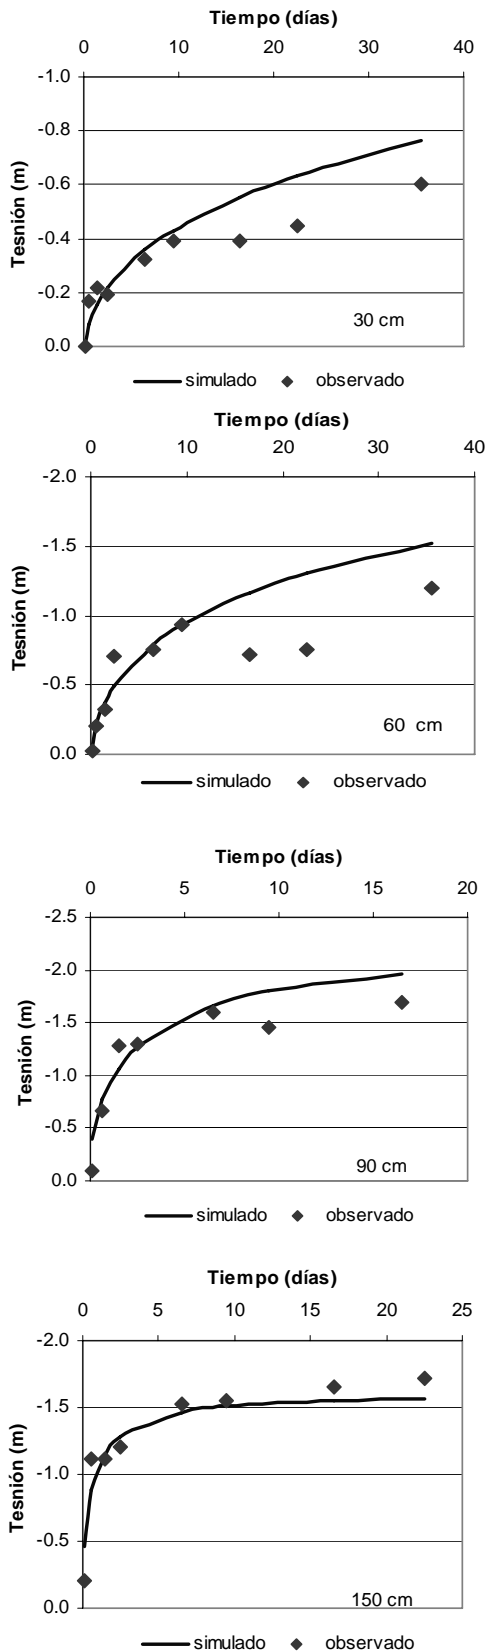 Tiempo (días)
0 10 20 30 40
-1.0
-0.8
-0.6
-0.4
-0.2
0.0
Tesnión (m)
30 cm
simulado observado
Tiempo (días)
0 10 20 30 40
-2.0
-1.5
-1.0
-0.5
0.0
Tesnión (m)
60 cm
simulado observado
Tiempo (días)
0 5 10 15 20
-2.5
-2.0
-1.5
-1.0
-0.5
0.0
Tesnión (m)
90 cm
simulado observado
Tiempo (días)
0 5 10 15 20 25
-2.0
-1.5
-1.0
-0.5
0.0
Tesnión (m)
150 cm
simulado observado